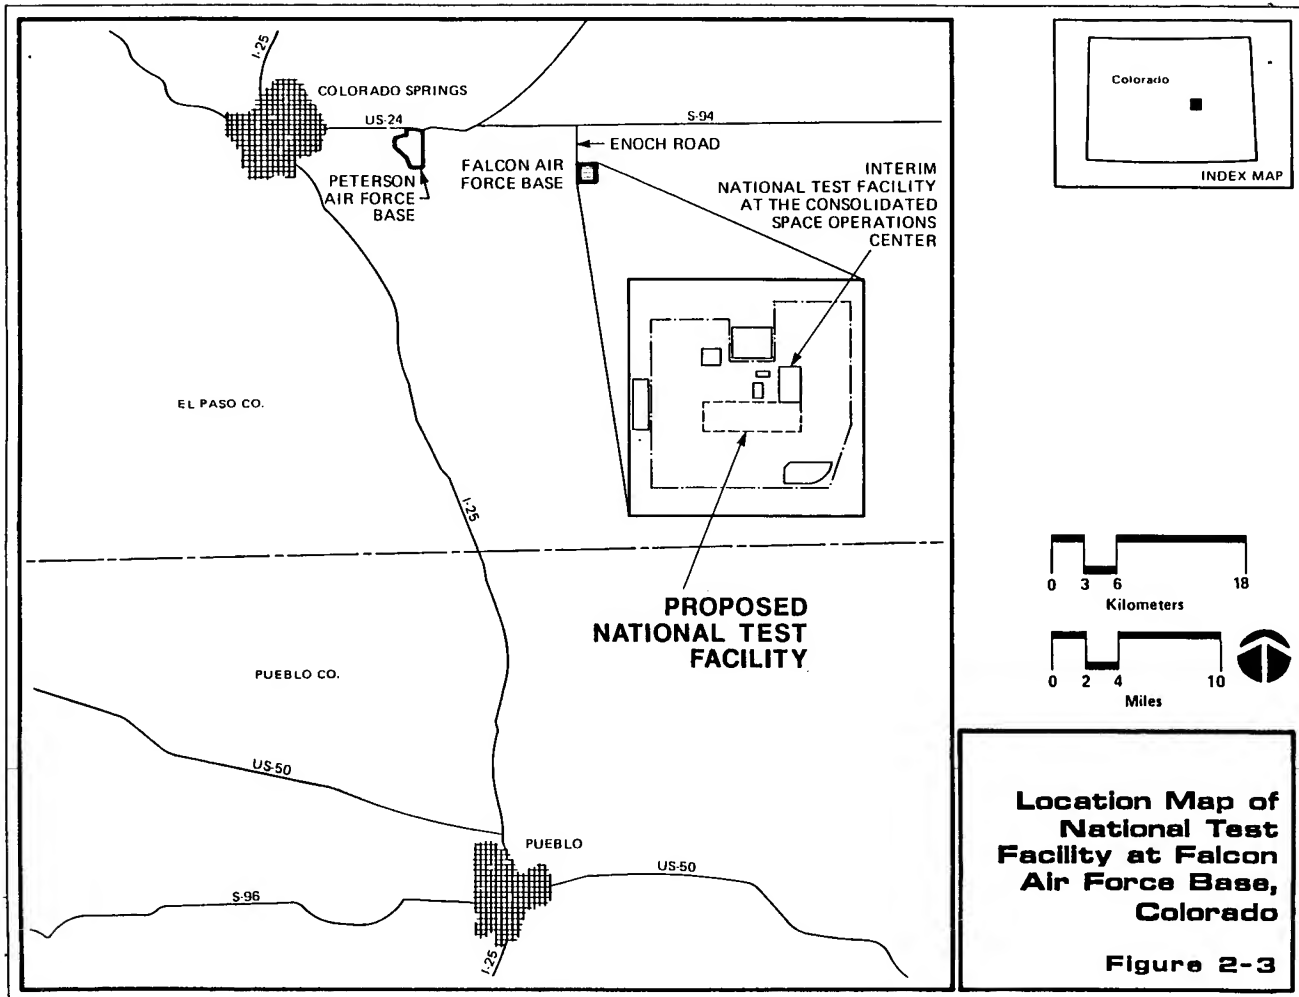 I-25
COLORADO SPRINGS
US-24
S-94
ENOCH ROAD
PETERSON
AIR FORCE
BASE
FALCON AIR
FORCE BASE
INTERIM
NATIONAL TEST FACILITY
AT THE CONSOLIDATED
SPACE OPERATIONS
CENTER
EL PASO CO.
I-25
PROPOSED
NATIONAL TEST
FACILITY
PUEBLO CO.
US-50
PUEBLO
US-50
S-96
I-25
Colorado
INDEX MAP
0 3 6 18
Kilometers
0 2 4 10
Miles
Location Map of
National Test
Facility at Falcon
Air Force Base,
Colorado
Figure 2-3